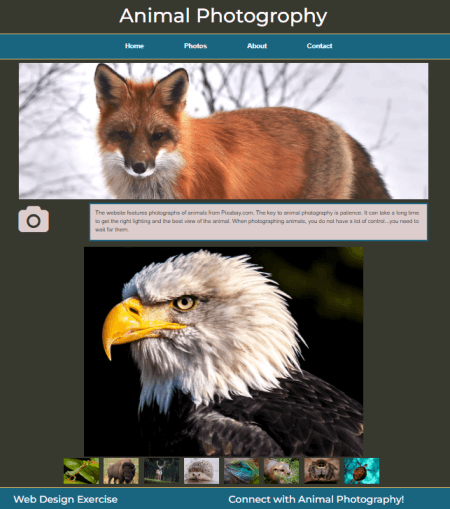 Animal Photogrophy
Home Photos About Contact
The website features photographs of animals from Pixabay.com. The key to animal photography is patience. It can take a long time
to get the right lighting and the best view of the animal. When photographing animals, you do not have a lot of control...you need to
wait for them.
Web Design Exercise Connect with Animal Photography!